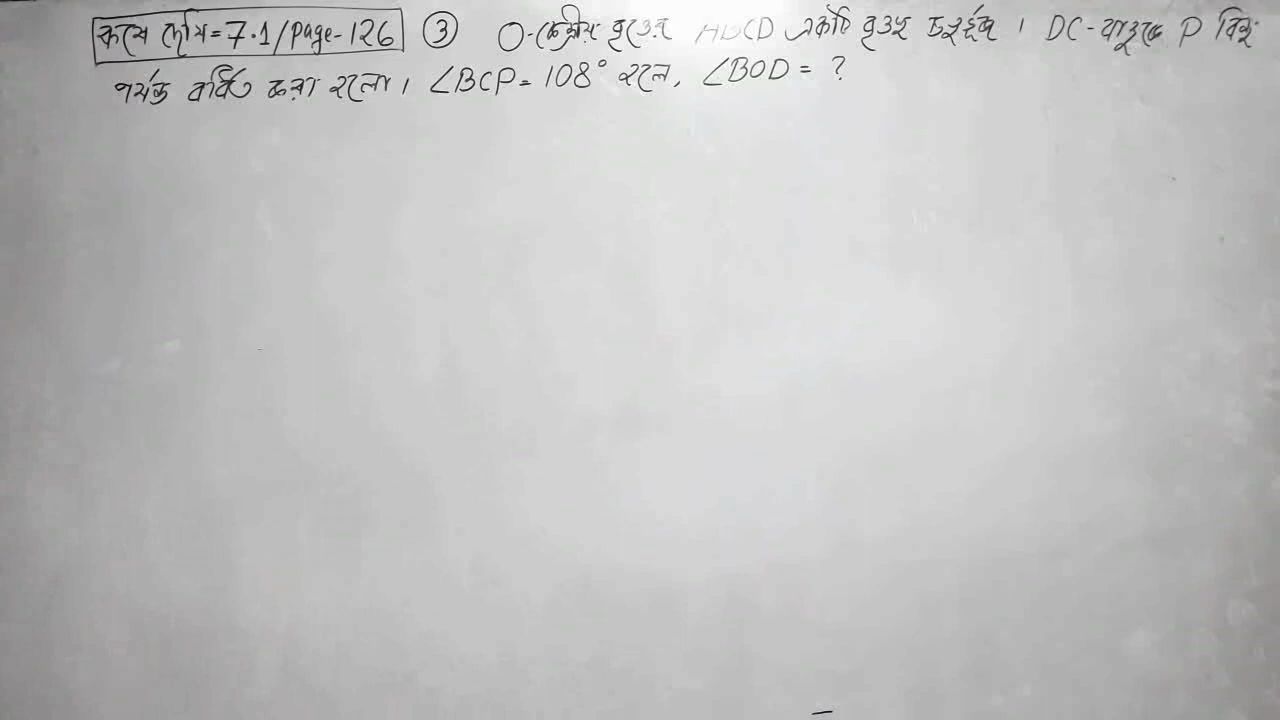 কষে দেখি=7.1/page-126 ③ O-কেন্দ্রীয় বৃত্তের ABCD একটি বৃত্তস্থ চতুর্ভুজ। DC-বাহুকে P বিন্দু
পর্যন্ত বর্ধিত করা হলো। ∠BCP=108° হলে, ∠BOD = ?